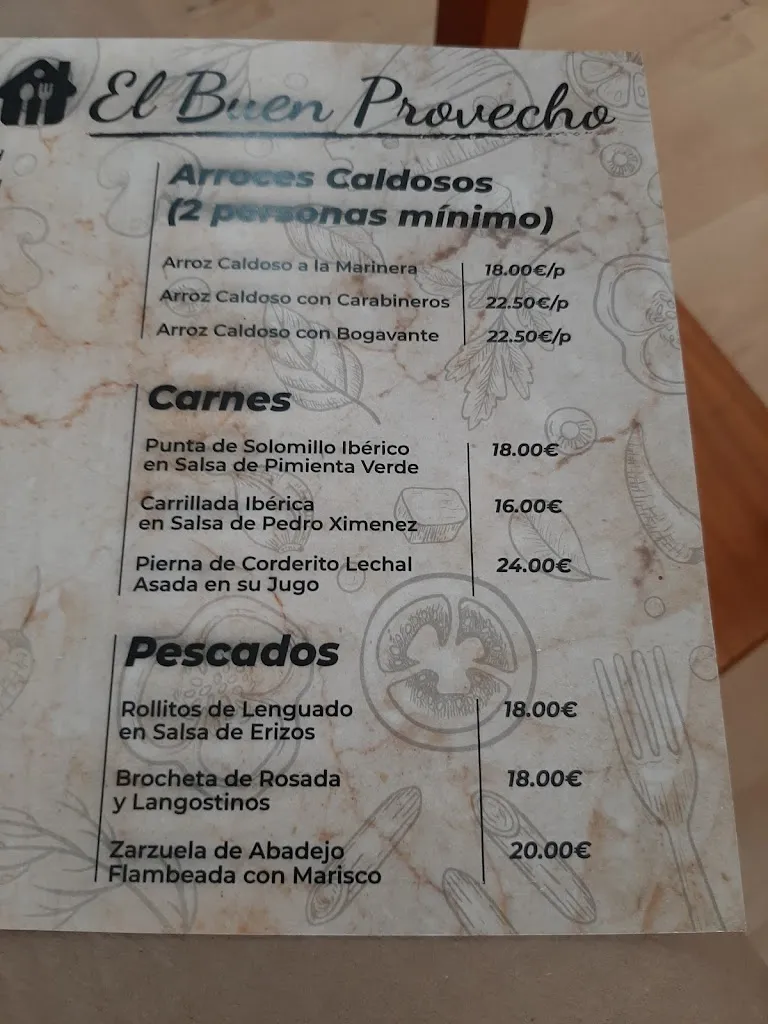 El Buen Provecho
Arroces Caldosos
(2 personas mínimo)
Arroz Caldoso a la Marinera 18.00€/p
Arroz Caldoso con Carabineros 22.50€/p
Arroz Caldoso con Bogavante 22.50€/p
Carnes
Punta de Solomillo Ibérico 18.00€
en Salsa de Pimienta Verde
Carrillada Ibérica 16.00€
en Salsa de Pedro Ximenez
Pierna de Corderito Lechal 24.00€
Asada en su Jugo
Pescados
Rollitos de Lenguado 18.00€
en Salsa de Erizos
Brocheta de Rosada 18.00€
y Langostinos
Zarzuela de Abadejo 20.00€
Flambeada con Marisco